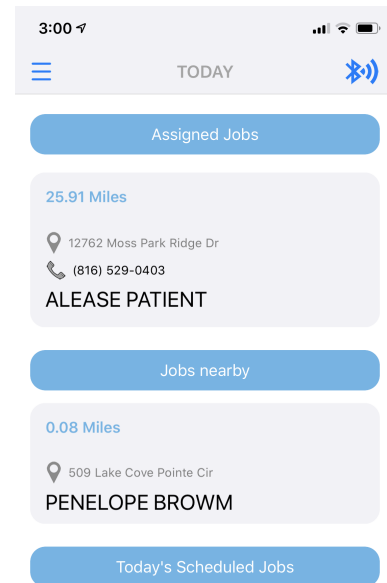 3:00
TODAY
Assigned Jobs
25.91 Miles
12762 Moss Park Ridge Dr
(816) 529-0403
ALEASE PATIENT
Jobs nearby
0.08 Miles
509 Lake Cove Pointe Cir
PENELOPE BROWM
Today's Scheduled Jobs